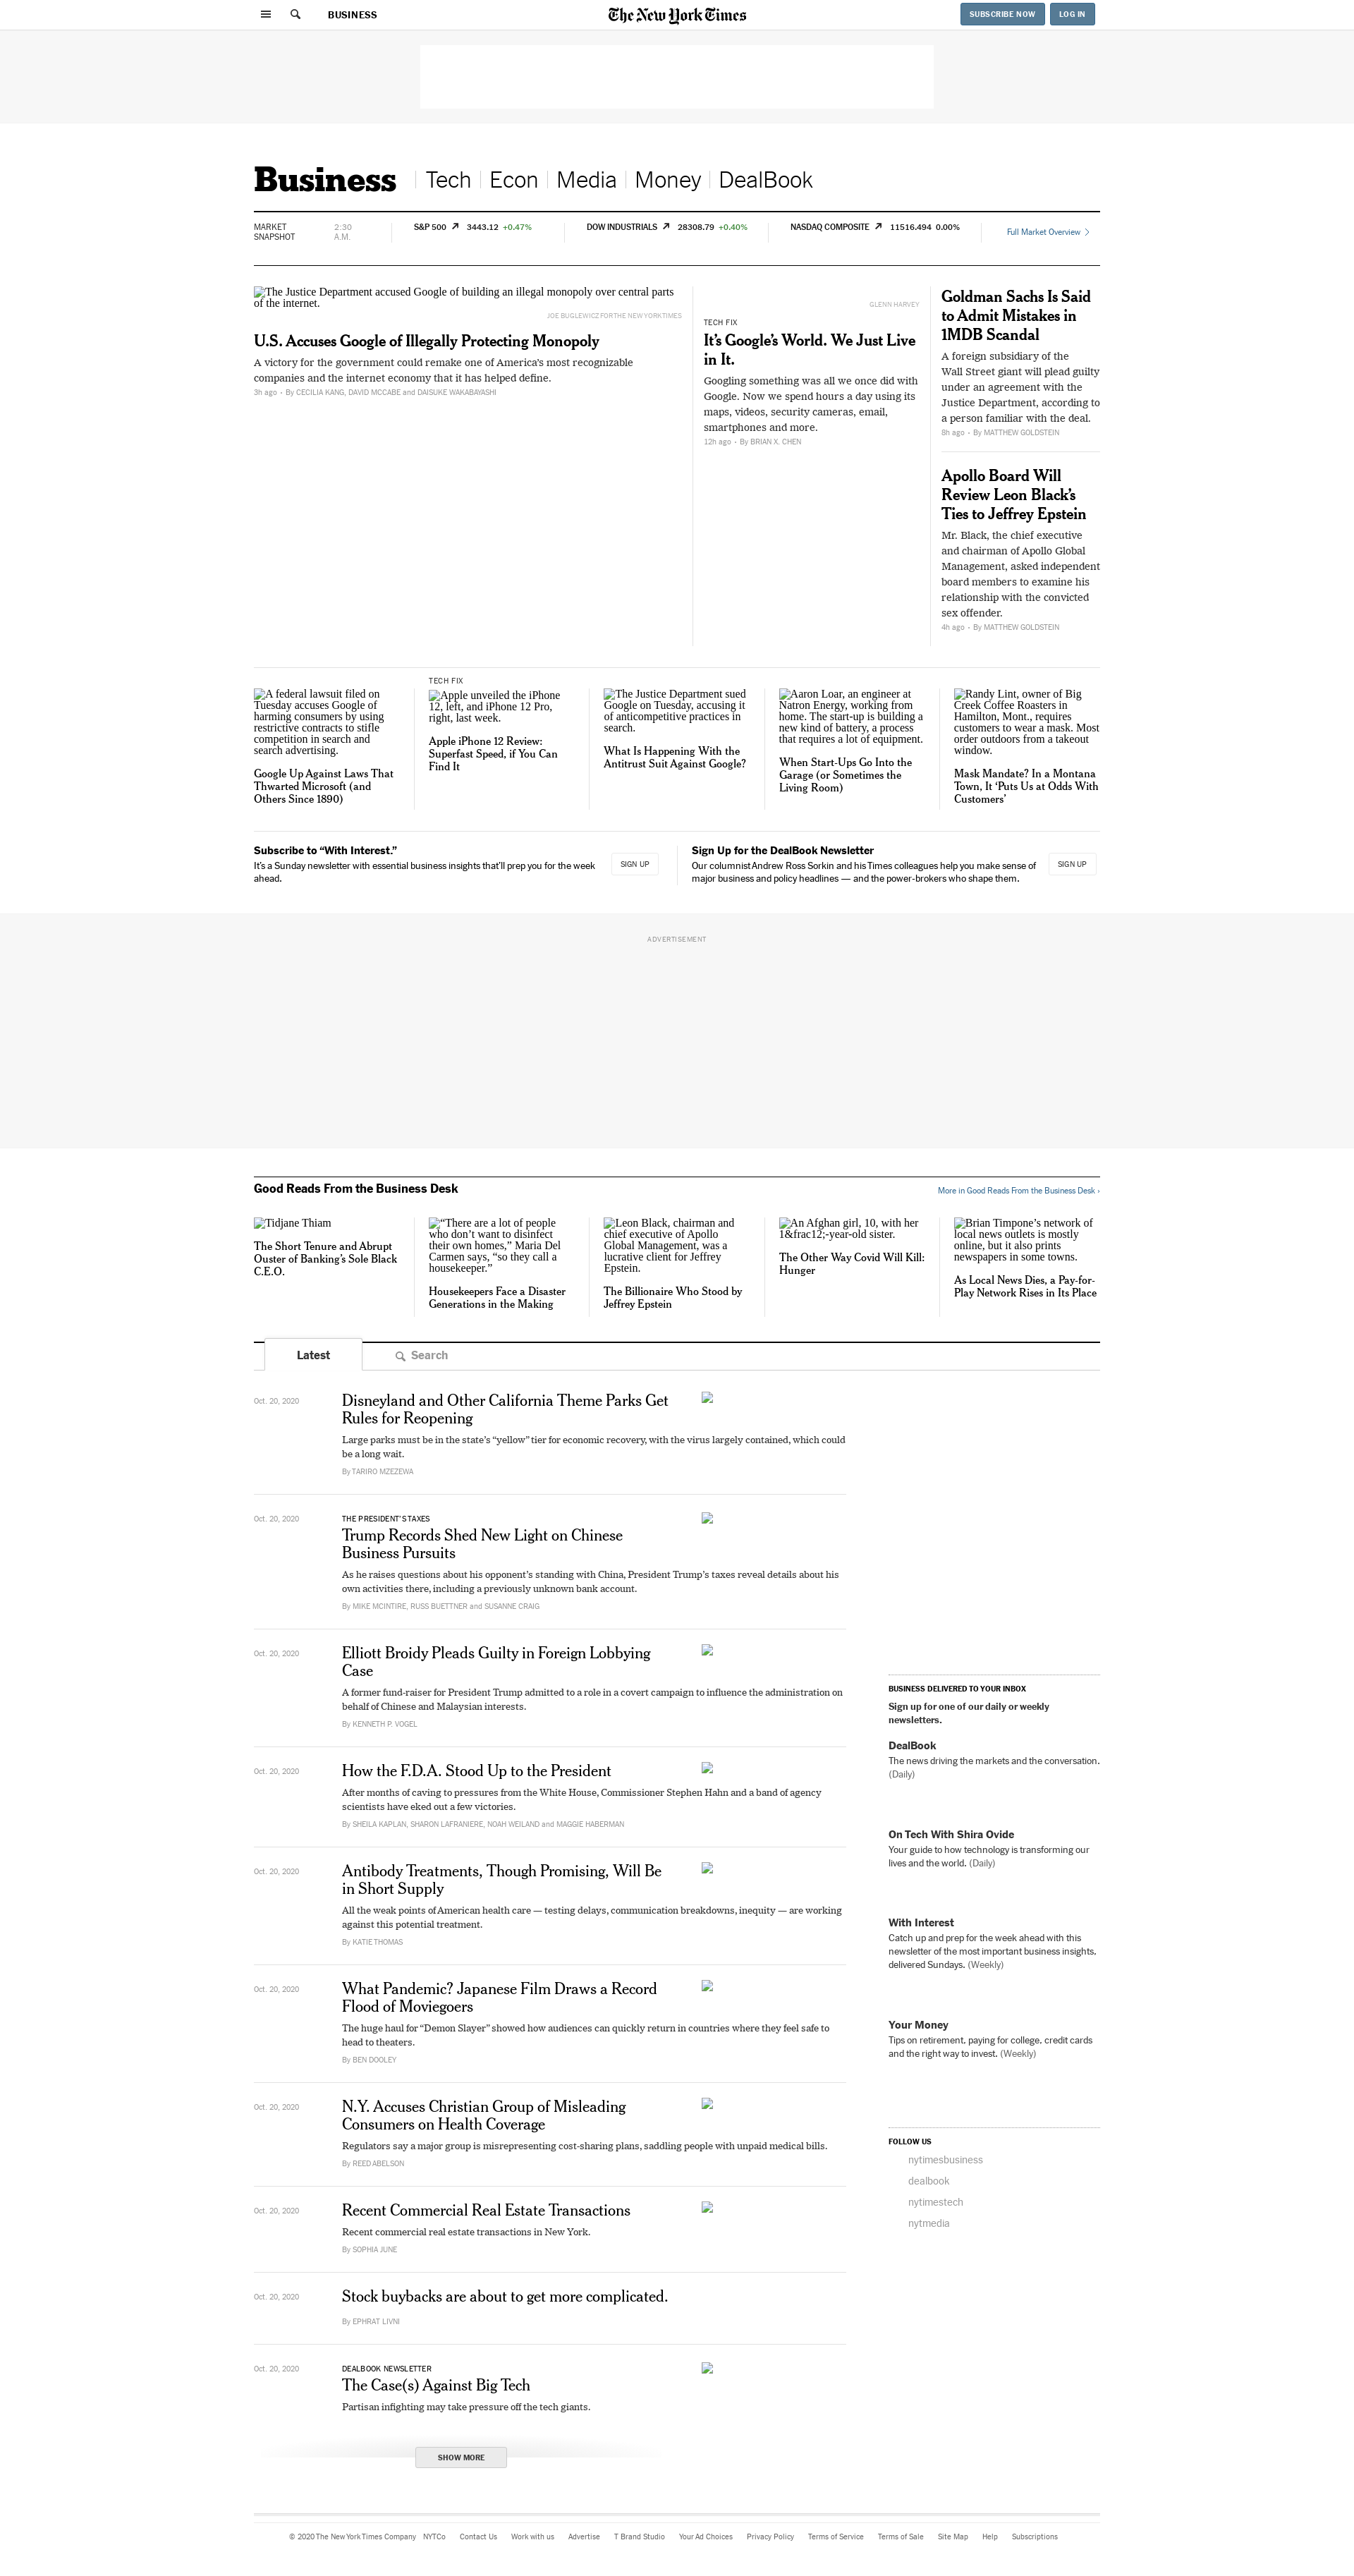 BUSINESS
The New York Times
SUBSCRIBE NOW
LOG IN
Business
Tech
Econ
Media
Money
DealBook
MARKET
SNAPSHOT
2:30
A.M.
S&P 500 3443.12 +0.47%
DOW INDUSTRIALS 28308.79 +0.40%
NASDAQ COMPOSITE 11516.494 0.00%
Full Market Overview
The Justice Department accused Google of building an illegal monopoly over central parts
of the internet.
JOE BUGLEWICZ FOR THE NEW YORK TIMES
U.S. Accuses Google of Illegally Protecting Monopoly
A victory for the government could remake one of America’s most recognizable
companies and the internet economy that it has helped define.
3h ago • By CECILIA KANG, DAVID MCCABE and DAISUKE WAKABAYASHI
GLENN HARVEY
TECH FIX
It’s Google’s World. We Just Live
in It.
Googling something was all we once did with
Google. Now we spend hours a day using its
maps, videos, security cameras, email,
smartphones and more.
12h ago • By BRIAN X. CHEN
Goldman Sachs Is Said
to Admit Mistakes in
1MDB Scandal
A foreign subsidiary of the
Wall Street giant will plead guilty
under an agreement with the
Justice Department, according to
a person familiar with the deal.
8h ago • By MATTHEW GOLDSTEIN
Apollo Board Will
Review Leon Black’s
Ties to Jeffrey Epstein
Mr. Black, the chief executive
and chairman of Apollo Global
Management, asked independent
board members to examine his
relationship with the convicted
sex offender.
4h ago • By MATTHEW GOLDSTEIN
A federal lawsuit filed on
Tuesday accuses Google of
harming consumers by using
restrictive contracts to stifle
competition in search and
search advertising.
Google Up Against Laws That
Thwarted Microsoft (and
Others Since 1890)
TECH FIX
Apple unveiled the iPhone
12, left, and iPhone 12 Pro,
right, last week.
Apple iPhone 12 Review:
Superfast Speed, if You Can
Find It
The Justice Department sued
Google on Tuesday, accusing it
of anticompetitive practices in
search.
What Is Happening With the
Antitrust Suit Against Google?
Aaron Loar, an engineer at
Natron Energy, working from
home. The start-up is building a
new kind of battery, a process
that requires a lot of equipment.
When Start-Ups Go Into the
Garage (or Sometimes the
Living Room)
Randy Lint, owner of Big
Creek Coffee Roasters in
Hamilton, Mont., requires
customers to wear a mask. Most
order outdoors from a takeout
window.
Mask Mandate? In a Montana
Town, It ‘Puts Us at Odds With
Customers’
Subscribe to “With Interest.”
It’s a Sunday newsletter with essential business insights that’ll prep you for the week
ahead.
SIGN UP
Sign Up for the DealBook Newsletter
Our columnist Andrew Ross Sorkin and his Times colleagues help you make sense of
major business and policy headlines — and the power-brokers who shape them.
SIGN UP
ADVERTISEMENT
Good Reads From the Business Desk
More in Good Reads From the Business Desk ›
Tidjane Thiam
The Short Tenure and Abrupt
Ouster of Banking’s Sole Black
C.E.O.
“There are a lot of people
who don’t want to disinfect
their own homes,” Maria Del
Carmen says, “so they call a
housekeeper.”
Housekeepers Face a Disaster
Generations in the Making
Leon Black, chairman and
chief executive of Apollo
Global Management, was a
lucrative client for Jeffrey
Epstein.
The Billionaire Who Stood by
Jeffrey Epstein
An Afghan girl, 10, with her
1&frac12;-year-old sister.
The Other Way Covid Will Kill:
Hunger
Brian Timpone’s network of
local news outlets is mostly
online, but it also prints
newspapers in some towns.
As Local News Dies, a Pay-for-
Play Network Rises in Its Place
Latest
Search
Oct. 20, 2020
Disneyland and Other California Theme Parks Get
Rules for Reopening
Large parks must be in the state’s “yellow” tier for economic recovery, with the virus largely contained, which could
be a long wait.
By TARIRO MZEZEWA
Oct. 20, 2020
THE PRESIDENT’S TAXES
Trump Records Shed New Light on Chinese
Business Pursuits
As he raises questions about his opponent’s standing with China, President Trump’s taxes reveal details about his
own activities there, including a previously unknown bank account.
By MIKE MCINTIRE, RUSS BUETTNER and SUSANNE CRAIG
Oct. 20, 2020
Elliott Broidy Pleads Guilty in Foreign Lobbying
Case
A former fund-raiser for President Trump admitted to a role in a covert campaign to influence the administration on
behalf of Chinese and Malaysian interests.
By KENNETH P. VOGEL
Oct. 20, 2020
How the F.D.A. Stood Up to the President
After months of caving to pressures from the White House, Commissioner Stephen Hahn and a band of agency
scientists have eked out a few victories.
By SHEILA KAPLAN, SHARON LAFRANIERE, NOAH WEILAND and MAGGIE HABERMAN
Oct. 20, 2020
Antibody Treatments, Though Promising, Will Be
in Short Supply
All the weak points of American health care — testing delays, communication breakdowns, inequity — are working
against this potential treatment.
By KATIE THOMAS
Oct. 20, 2020
What Pandemic? Japanese Film Draws a Record
Flood of Moviegoers
The huge haul for “Demon Slayer” showed how audiences can quickly return in countries where they feel safe to
head to theaters.
By BEN DOOLEY
Oct. 20, 2020
N.Y. Accuses Christian Group of Misleading
Consumers on Health Coverage
Regulators say a major group is misrepresenting cost-sharing plans, saddling people with unpaid medical bills.
By REED ABELSON
Oct. 20, 2020
Recent Commercial Real Estate Transactions
Recent commercial real estate transactions in New York.
By SOPHIA JUNE
Oct. 20, 2020
Stock buybacks are about to get more complicated.
By EPHRAT LIVNI
Oct. 20, 2020
DEALBOOK NEWSLETTER
The Case(s) Against Big Tech
Partisan infighting may take pressure off the tech giants.
SHOW MORE
BUSINESS DELIVERED TO YOUR INBOX
Sign up for one of our daily or weekly
newsletters.
DealBook
The news driving the markets and the conversation.
(Daily)
On Tech With Shira Ovide
Your guide to how technology is transforming our
lives and the world. (Daily)
With Interest
Catch up and prep for the week ahead with this
newsletter of the most important business insights,
delivered Sundays. (Weekly)
Your Money
Tips on retirement, paying for college, credit cards
and the right way to invest. (Weekly)
FOLLOW US
nytimesbusiness
dealbook
nytimestech
nytmedia
© 2020 The New York Times Company NYTCo Contact Us Work with us Advertise T Brand Studio Your Ad Choices Privacy Policy Terms of Service Terms of Sale Site Map Help Subscriptions